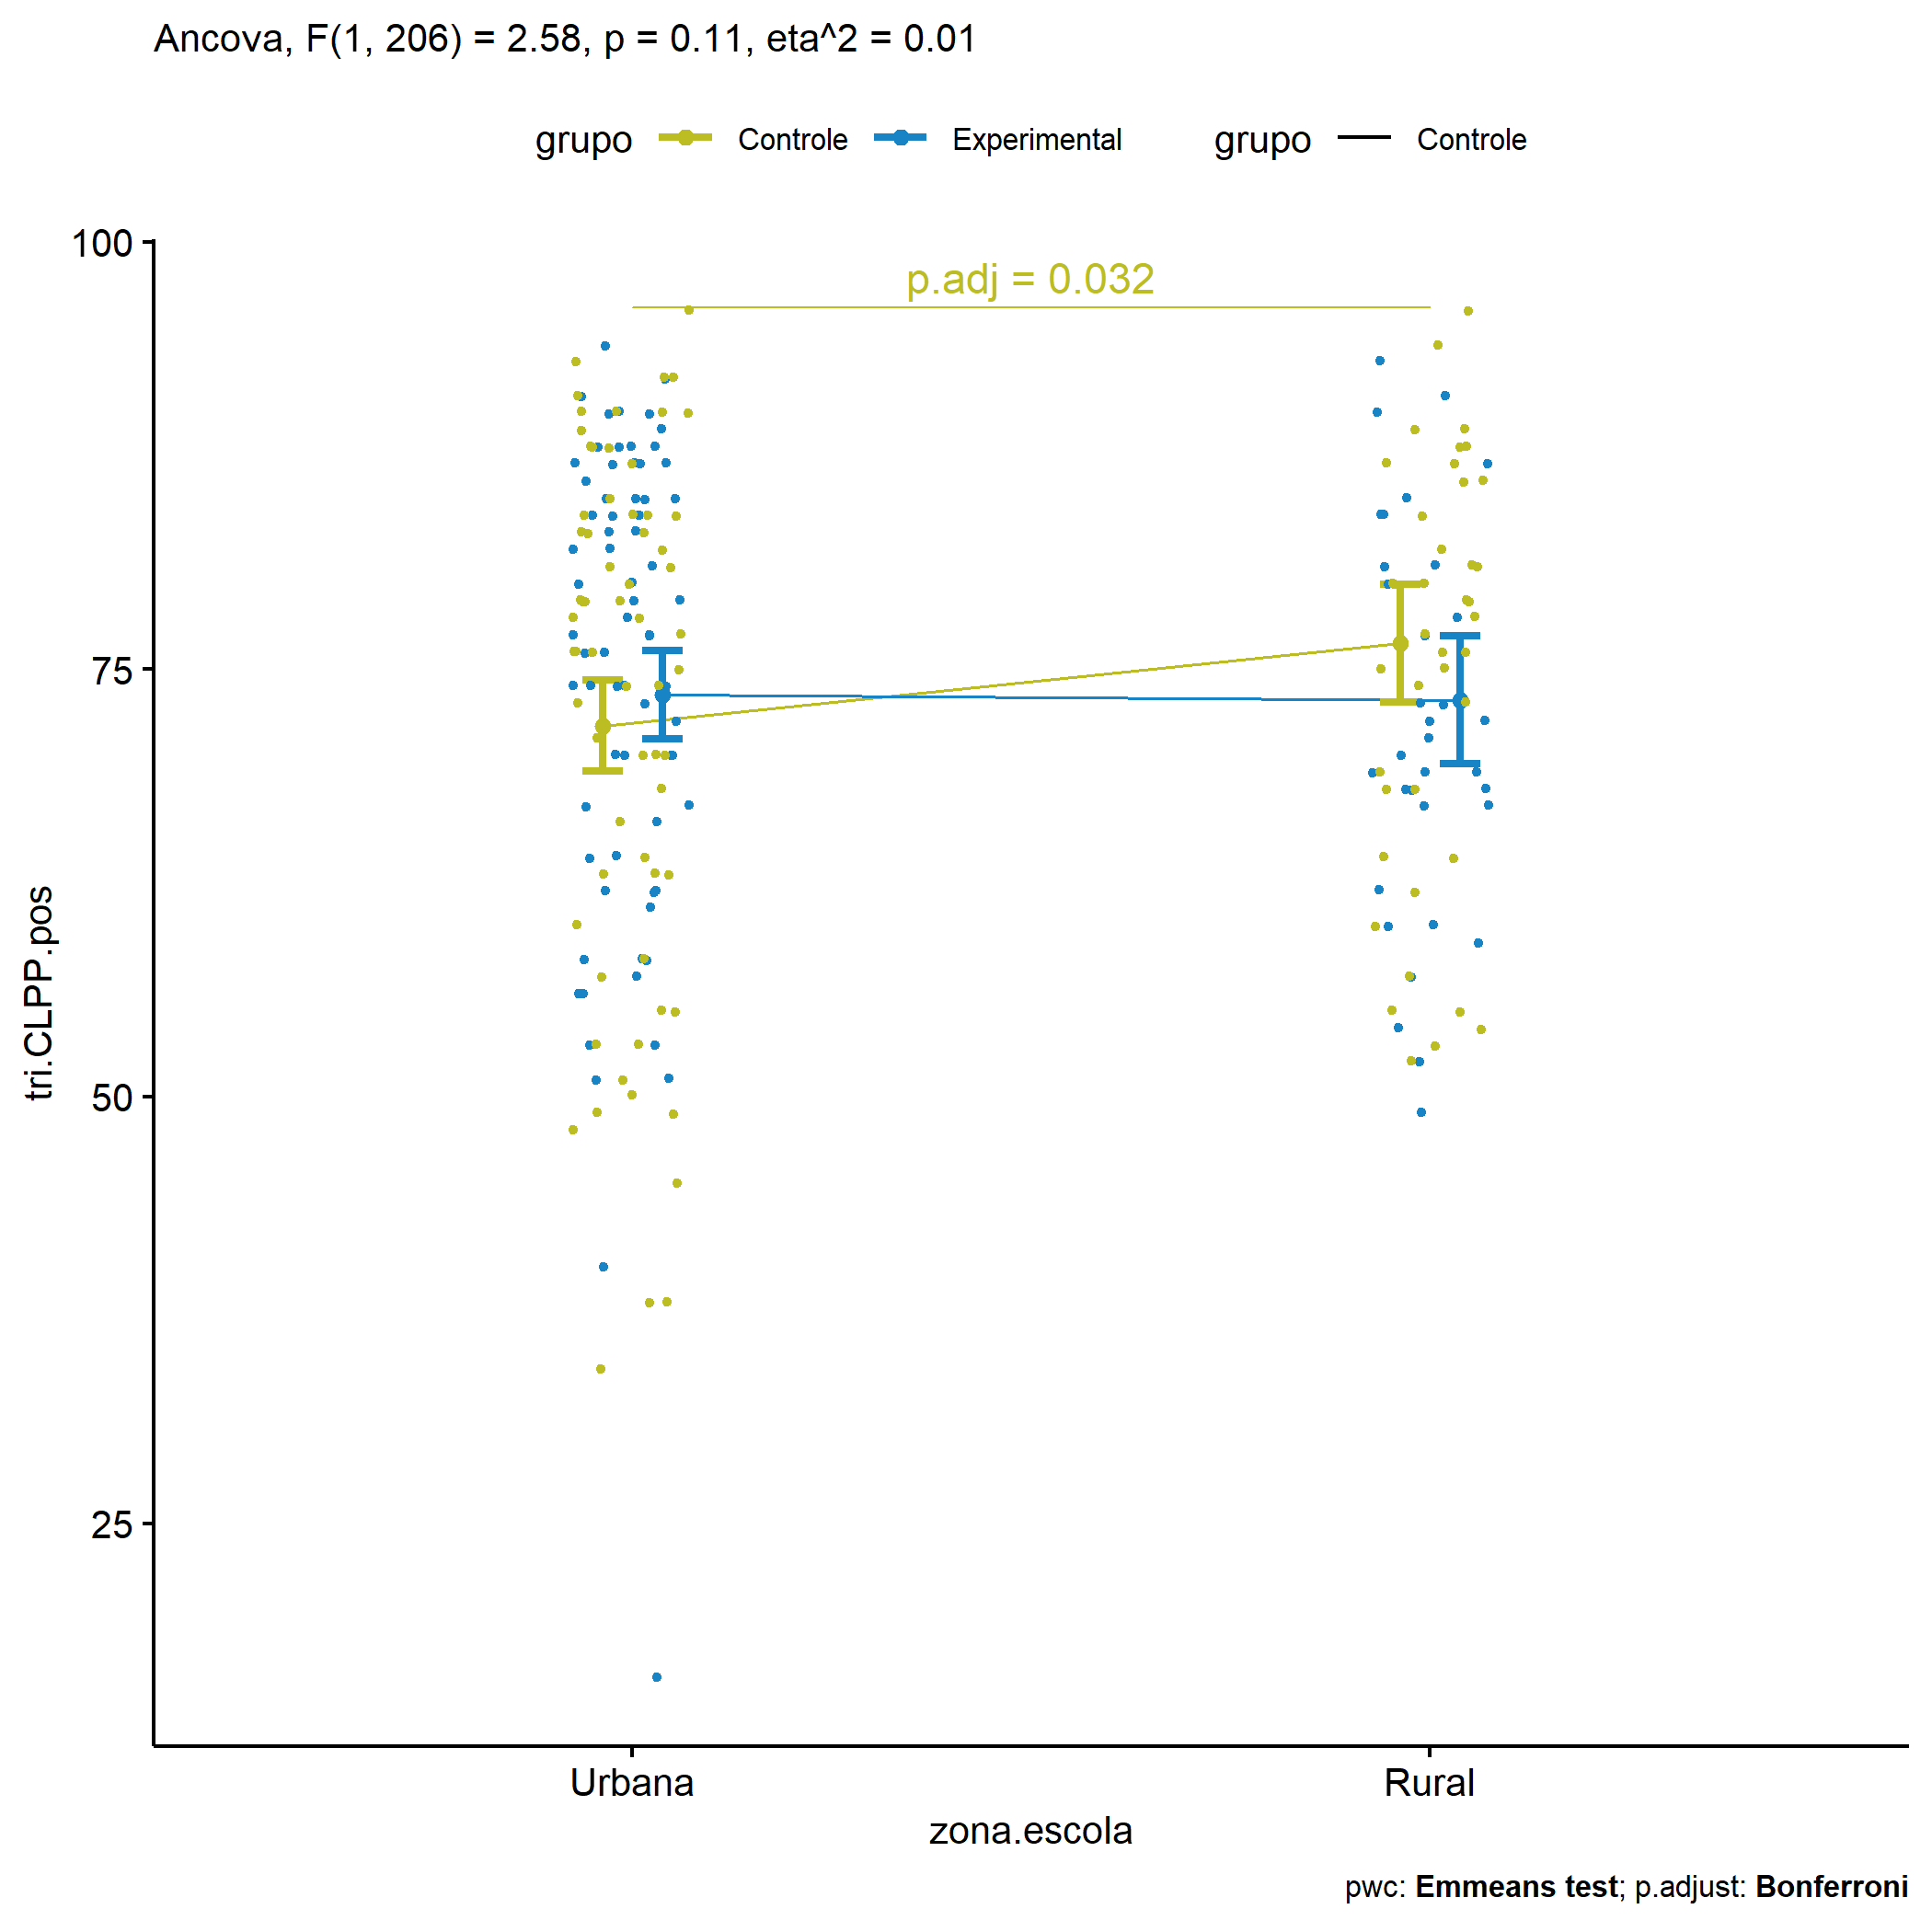 Ancova, F(1, 206) = 2.58, p = 0.11, eta^2 = 0.01
grupo Controle Experimental grupo Controle
100
p.adj = 0.032
75
50
25
tri.CLPP.pos
Urbana Rural
zona.escola
pwc: Emmeans test; p.adjust: Bonferroni